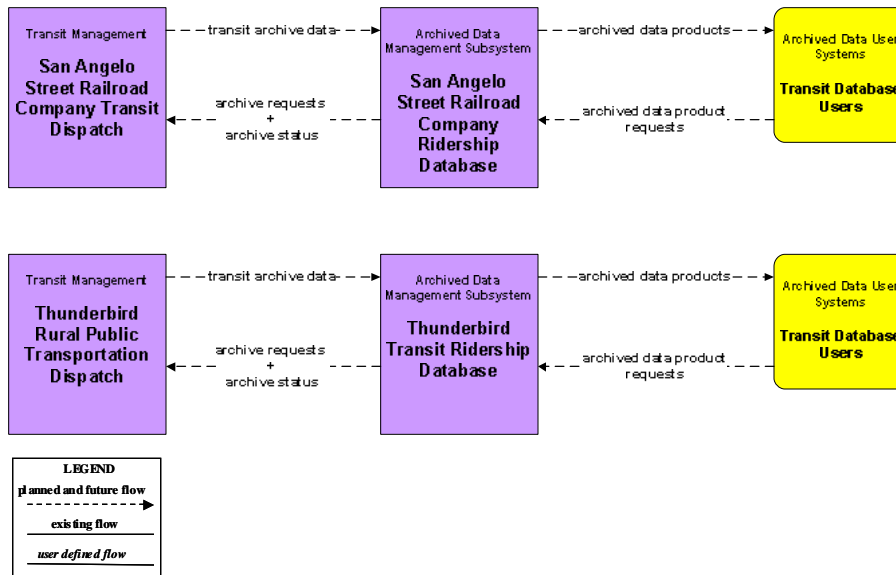 Transit Management
San Angelo
Street Railroad
Company Transit
Dispatch
transit archive data
archive requests
+
archive status
Archived Data
Management Subsystem
San Angelo
Street Railroad
Company
Ridership
Database
archived data products
archived data product
requests
Archived Data User
Systems
Transit Database
Users
Transit Management
Thunderbird
Rural Public
Transportation
Dispatch
transit archive data
archive requests
+
archive status
Archived Data
Management Subsystem
Thunderbird
Transit Ridership
Database
archived data products
archived data product
requests
Archived Data User
Systems
Transit Database
Users
LEGEND
planned and future flow
existing flow
user defined flow